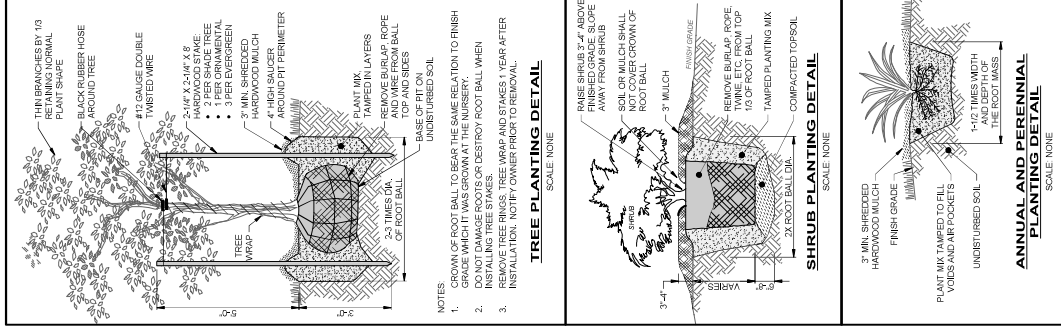 THIN BRANCHES BY 1/3
RETAINING NORMAL
PLANT SHAPE
BLACK RUBBER HOSE
AROUND TREE
#12 GAUGE DOUBLE
TWISTED WIRE
2-1/4" X 2-1/4" X 8'
HARDWOOD STAKE:
• 2 PER SHADE TREE
• 1 PER ORNAMENTAL
• 3 PER EVERGREEN
3" MIN. SHREDDED
HARDWOOD MULCH
4" HIGH SAUCER
AROUND PIT PERIMETER
PLANT MIX,
TAMPED IN LAYERS
REMOVE BURLAP, ROPE
AND WIRE FROM BALL
TOP AND SIDES
BASE OF PIT ON
UNDISTURBED SOIL
TREE
WRAP
5'-0"
3'-0"
2-3 TIMES DIA.
OF ROOT BALL
NOTES:
1. CROWN OF ROOT BALL TO BEAR THE SAME RELATION TO FINISH
GRADE WHICH IT WAS GROWN AT THE NURSERY.
2. DO NOT DAMAGE ROOTS OR DESTROY ROOT BALL WHEN
INSTALLING TREE STAKES.
3. REMOVE TREE RINGS, TREE WRAP AND STAKES 1 YEAR AFTER
INSTALLATION. NOTIFY OWNER PRIOR TO REMOVAL.
TREE PLANTING DETAIL
SCALE: NONE
RAISE SHRUB 3"-4" ABOVE
FINISHED GRADE, SLOPE
AWAY FROM SHRUB
FINISH GRADE
SOIL OR MULCH SHALL
NOT COVER CROWN OF
ROOT BALL
3" MULCH
REMOVE BURLAP, ROPE,
TWINE, ETC, FROM TOP
1/3 OF ROOT BALL
TAMPED PLANTING MIX
COMPACTED TOPSOIL
SHRUB
3"-4"
VARIES
6"-8"
2X ROOT BALL DIA.
SHRUB PLANTING DETAIL
SCALE: NONE
3" MIN. SHREDDED
HARDWOOD MULCH
FINISH GRADE
PLANT MIX TAMPED TO FILL
VOIDS AND AIR POCKETS
UNDISTURBED SOIL
1-1/2 TIMES WIDTH
AND DEPTH OF
THE ROOT MASS
ANNUAL AND PERENNIAL
PLANTING DETAIL
SCALE: NONE